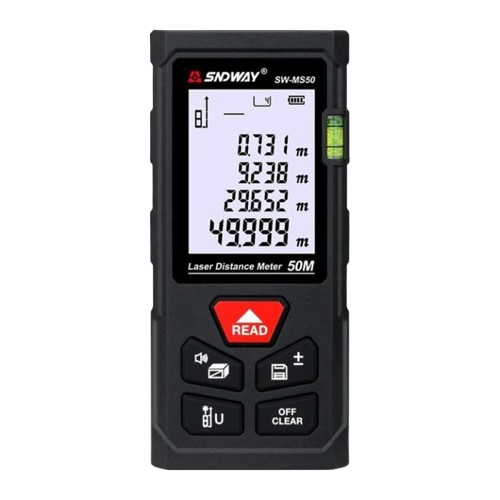 SNDWAY®
SW-MS50
0.731 m
9.238 m
29.652 m
49.999 m
Laser Distance Meter 50M
READ
±
U
OFF
CLEAR